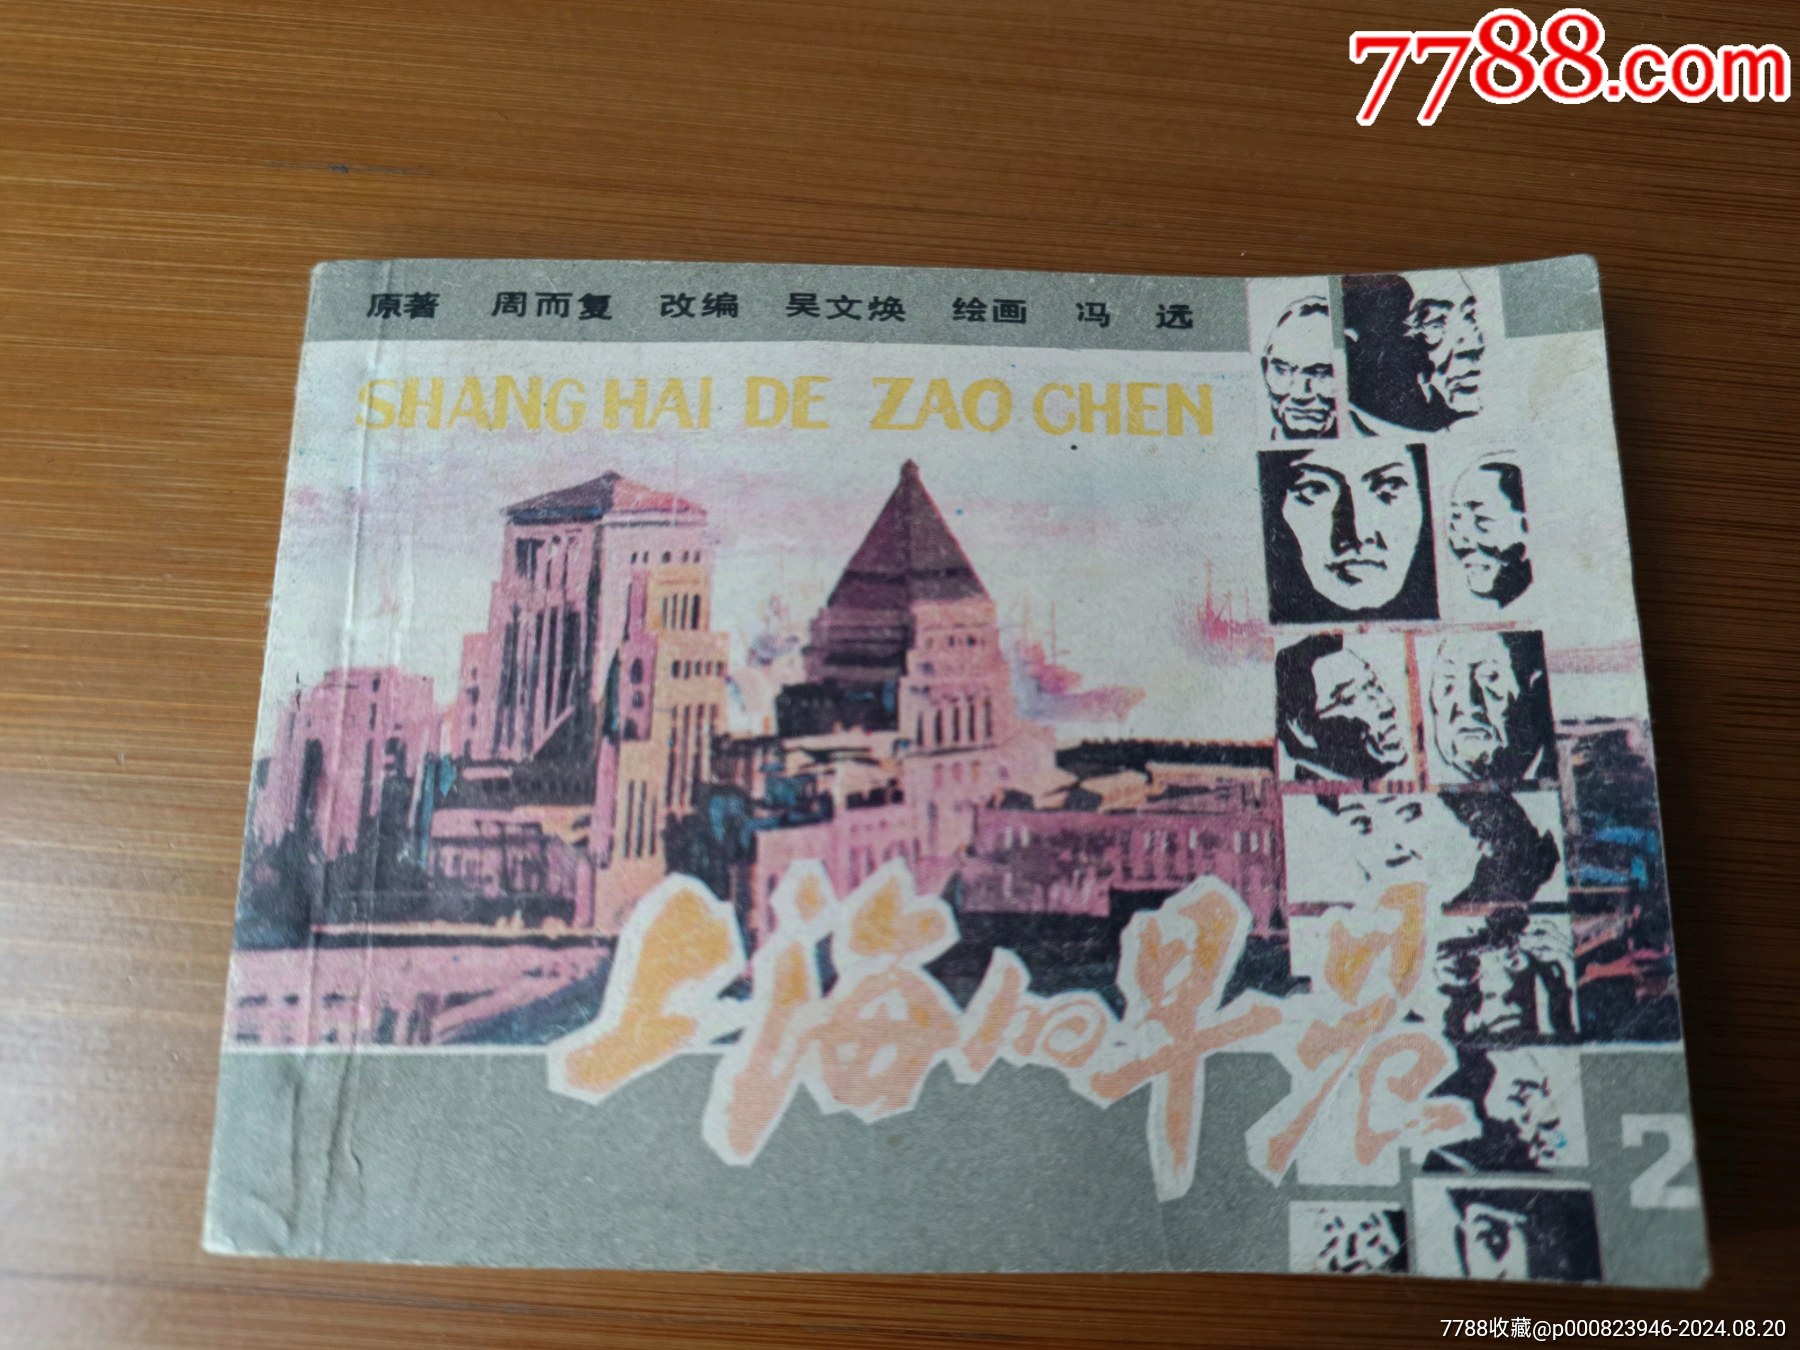 7788.com
原著 周而复 改编 吴文焕 绘画 冯 远
SHANG HAI DE ZAO CHEN
上海的早晨
2
7788收藏@p000823946-2024.08.20